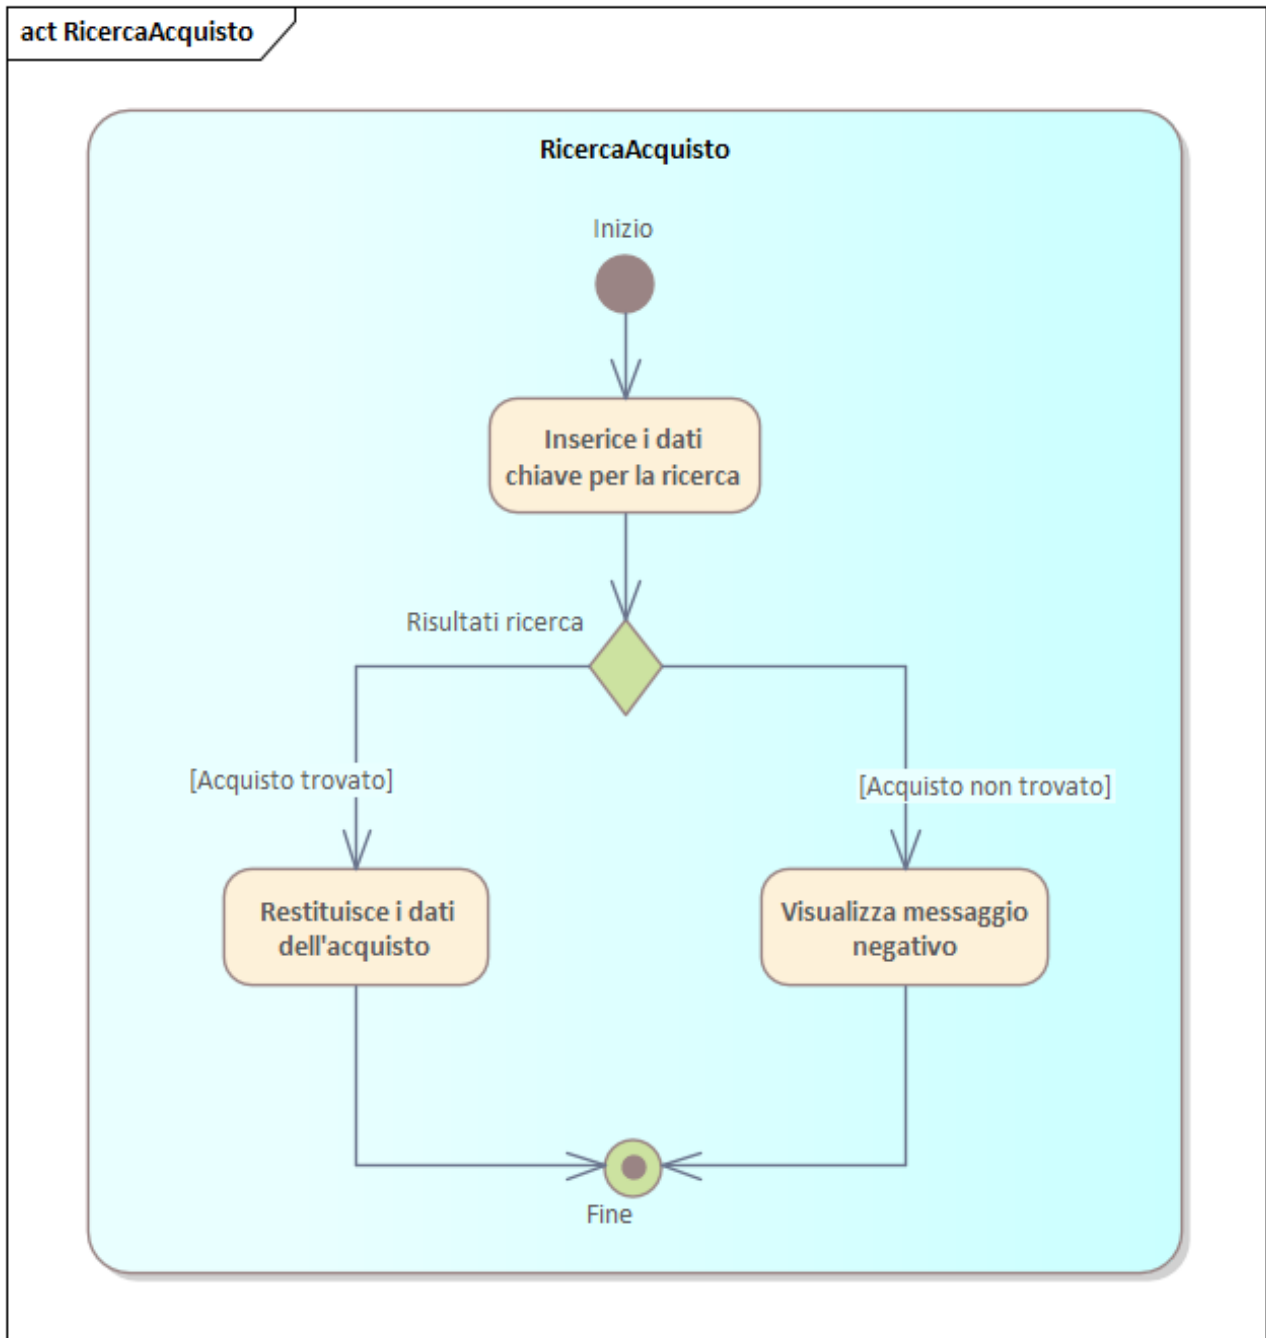 act RicercaAcquisto
RicercaAcquisto
Inizio
Inserice i dati
chiave per la ricerca
Risultati ricerca
[Acquisto trovato]
[Acquisto non trovato]
Restituisce i dati
dell'acquisto
Visualizza messaggio
negativo
Fine